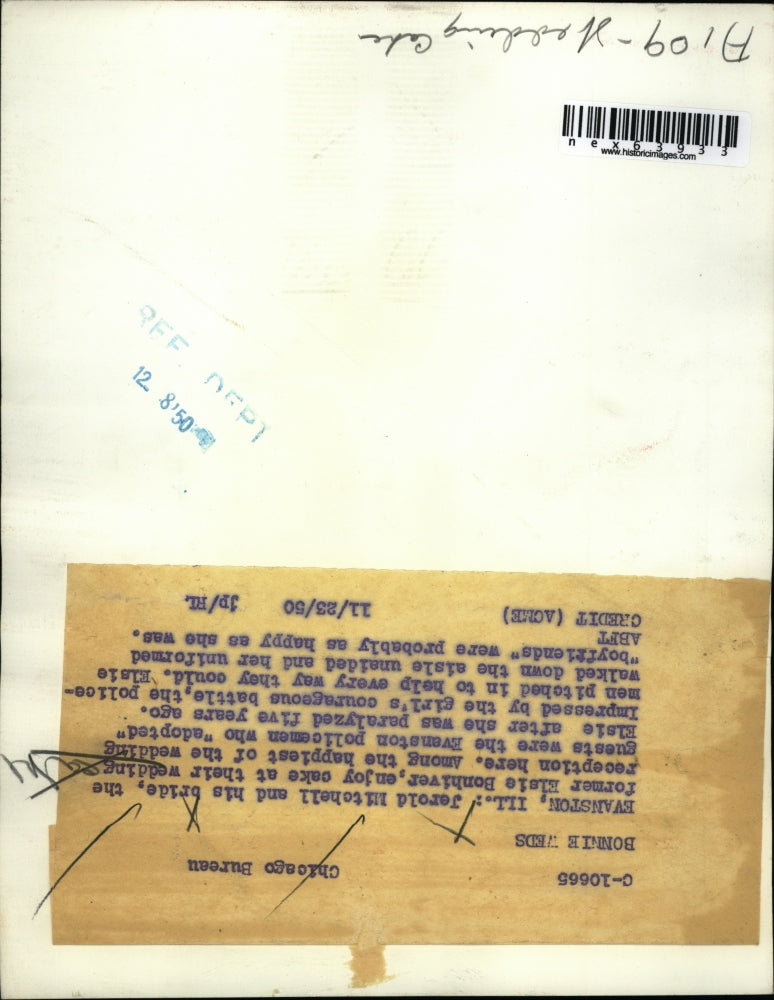 A109 - Wedding Cake
nex63933
www.historicimages.com
REF DEPT
12 8'50
C-10665 Chicago Bureau
BONNIE WEDS
EVANSTON, ILL.: Jerold Mitchell and his bride, the
former Elsie Bonhiver, enjoy cake at their wedding
reception here. Among the happiest of the wedding
guests were the Evanston policemen who "adopted"
Elsie after she was paralyzed five years ago.
Impressed by the girl's courageous battle, the police-
men pitched in to help every way they could. Elsie
walked down the aisle unaided and her uniformed
"boyfriends" were probably as happy as she was.
ABFT
CREDIT (ACME) 11/23/50 jp/HL